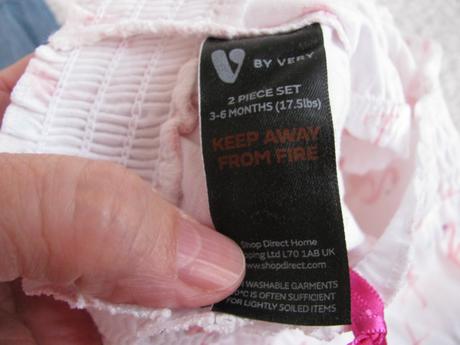 V BY VERY
2 PIECE SET
3-6 MONTHS (17.5lbs)
KEEP AWAY
FROM FIRE
Shop Direct Home
pping Ltd L70 1AB UK
www.shopdirect.com
WASHABLE GARMENTS
°C IS OFTEN SUFFICIENT
FOR LIGHTLY SOILED ITEMS